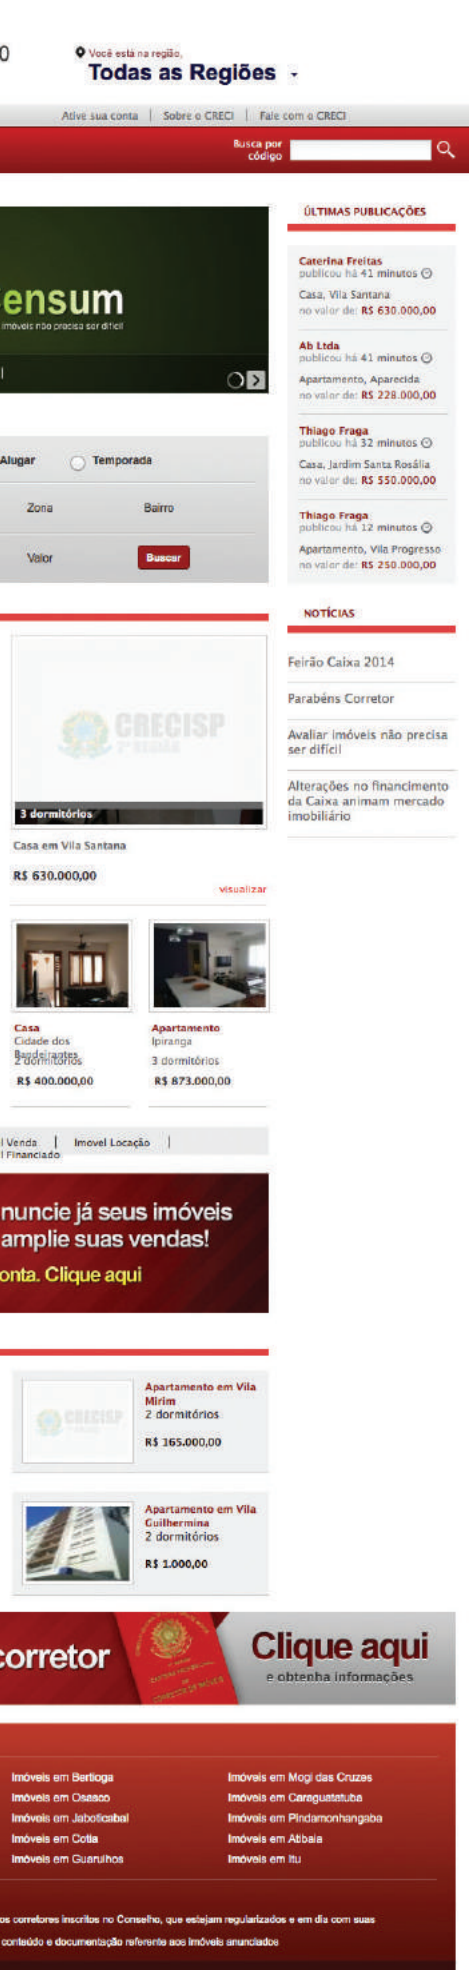 0
Você está na região,
Todas as Regiões
Ative sua conta | Sobre o CRECI | Fale com o CRECI
Busca por
código
ensum
imóveis não precisa ser difícil
ÚLTIMAS PUBLICAÇÕES
Caterina Freitas
publicou há 41 minutos
Casa, Vila Santana
no valor de: R$ 630.000,00
Ab Ltda
publicou há 41 minutos
Apartamento, Aparecida
no valor de: R$ 228.000,00
Thiago Fraga
publicou há 32 minutos
Casa, Jardim Santa Rosália
no valor de: R$ 550.000,00
Thiago Fraga
publicou há 12 minutos
Apartamento, Vila Progresso
no valor de: R$ 250.000,00
Alugar Temporada
Zona Bairro
Valor Buscar
NOTÍCIAS
Feirão Caixa 2014
Parabéns Corretor
Avaliar imóveis não precisa
ser difícil
Alterações no financimento
da Caixa animam mercado
imobiliário
CRECISP
2ª REGIÃO
3 dormitórios
Casa em Vila Santana
R$ 630.000,00
visualizar
Casa
Cidade dos
Bandeirantes
2 dormitórios
R$ 400.000,00
Apartamento
Ipiranga
3 dormitórios
R$ 873.000,00
l Venda | Imovel Locação |
l Financiado
nuncie já seus imóveis
amplie suas vendas!
onta. Clique aqui
CRECISP
Apartamento em Vila
Mirim
2 dormitórios
R$ 165.000,00
Apartamento em Vila
Guilhermina
2 dormitórios
R$ 1.000,00
corretor
Clique aqui
e obtenha informações
Imóveis em Bertioga Imóveis em Mogi das Cruzes
Imóveis em Osasco Imóveis em Caraguatatuba
Imóveis em Jaboticabal Imóveis em Pindamonhangaba
Imóveis em Cotia Imóveis em Atibaia
Imóveis em Guarulhos Imóveis em Itu
os corretores inscritos no Conselho, que estejam regularizados e em dia com suas
conteúdo e documentação referente aos imóveis anunciados